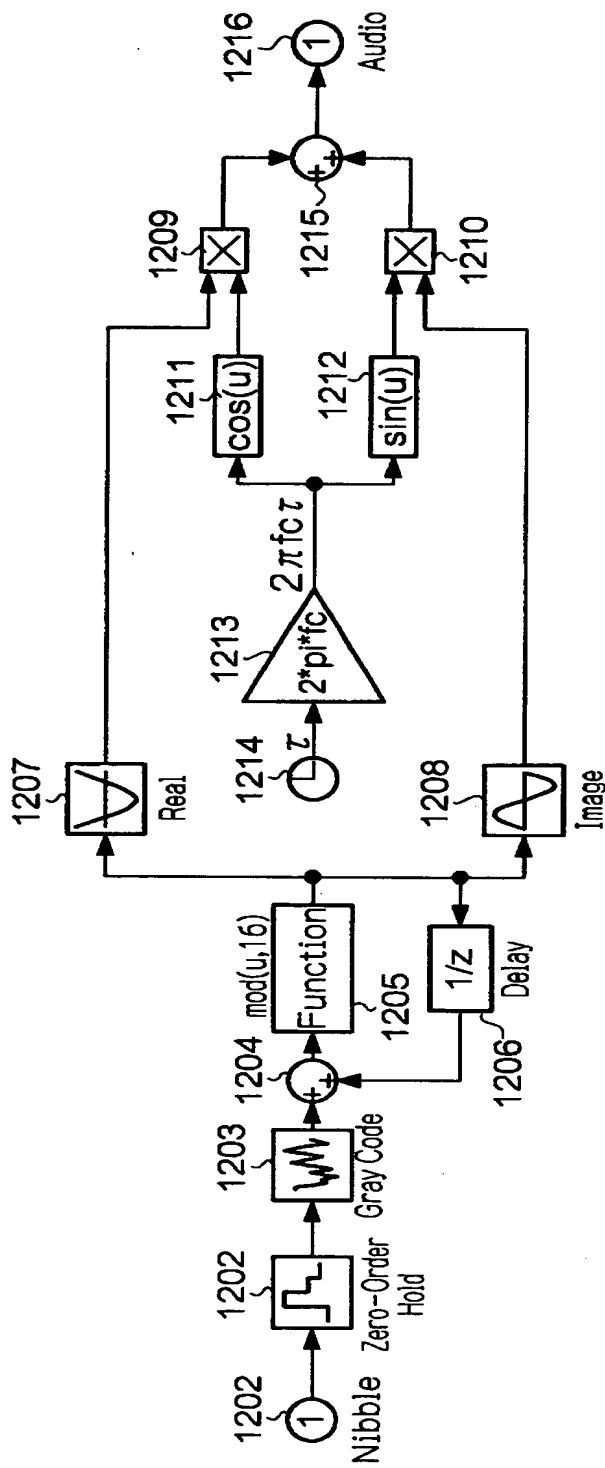 1202
1
Nibble
1202
Zero-Order
Hold
1203
Gray Code
1204
+
+
mod(u,16)
Function
1205
1/z
1206
Delay
1207
Real
1208
Image
1214
τ
1213
2*pi*fc
2πfcτ
1211
cos(u)
1212
sin(u)
1209
1210
+
+
1215
1216
1
Audio